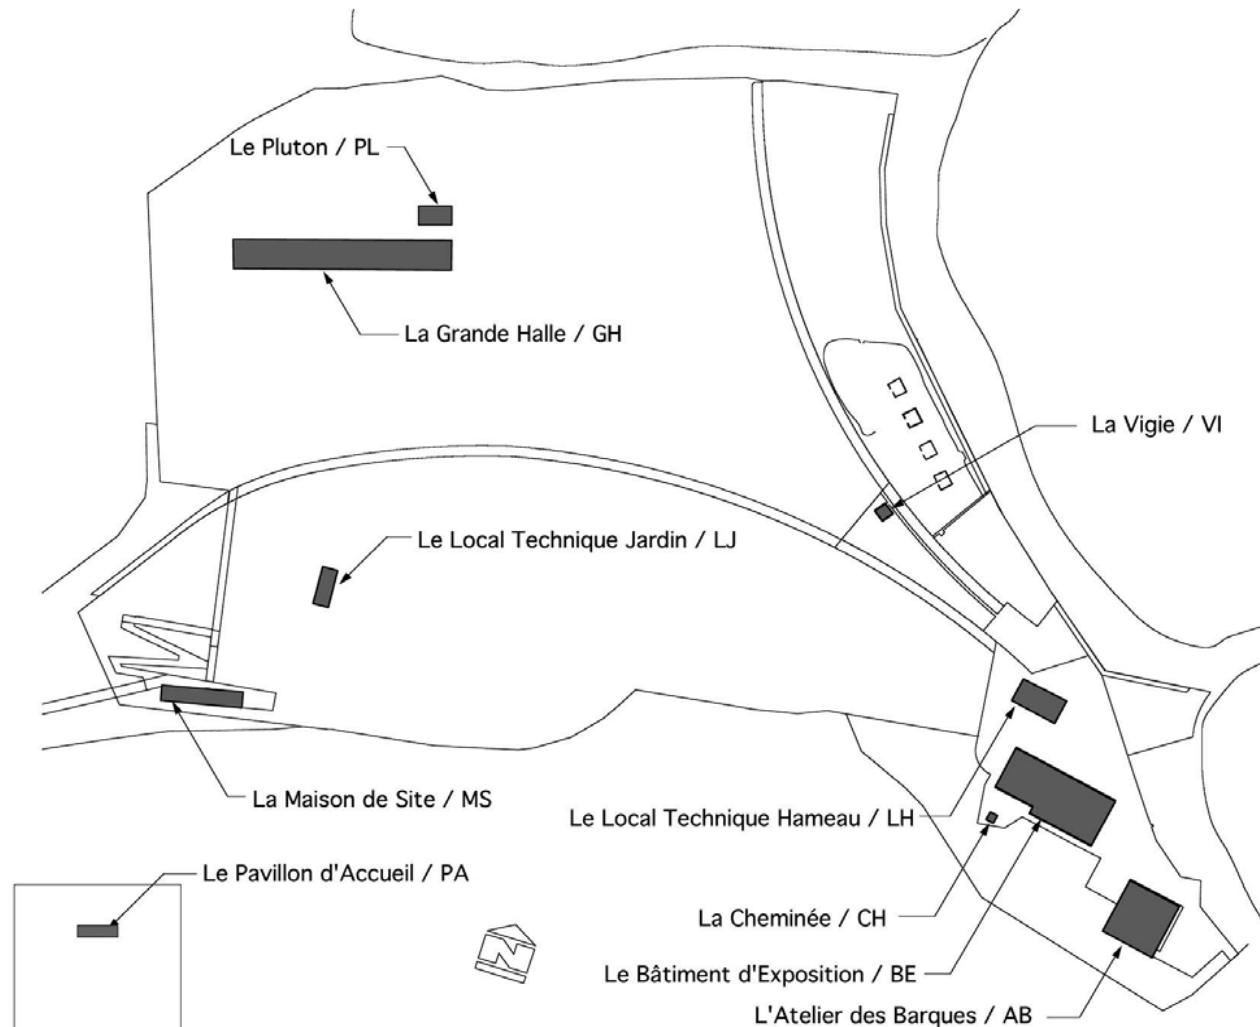 Le Pluton / PL
La Grande Halle / GH
La Vigie / VI
Le Local Technique Jardin / LJ
La Maison de Site / MS
Le Local Technique Hameau / LH
Le Pavillon d'Accueil / PA
La Cheminée / CH
N
Le Bâtiment d'Exposition / BE
L'Atelier des Barques / AB